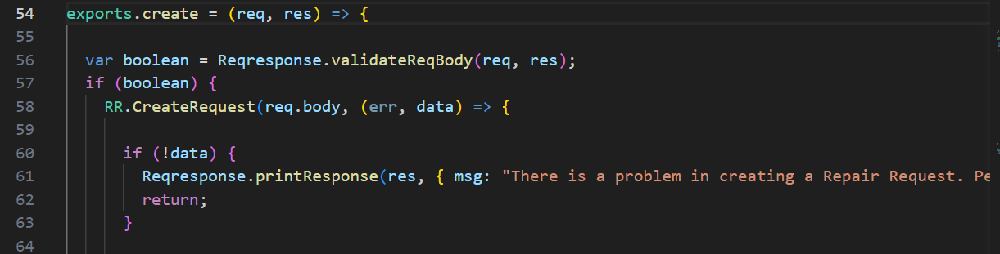 54 exports.create = (req, res) => {
55
56 var boolean = Reqresponse.validateReqBody(req, res);
57 if (boolean) {
58 RR.CreateRequest(req.body, (err, data) => {
59
60 if (!data) {
61 Reqresponse.printResponse(res, { msg: "There is a problem in creating a Repair Request. Pe
62 return;
63 }
64